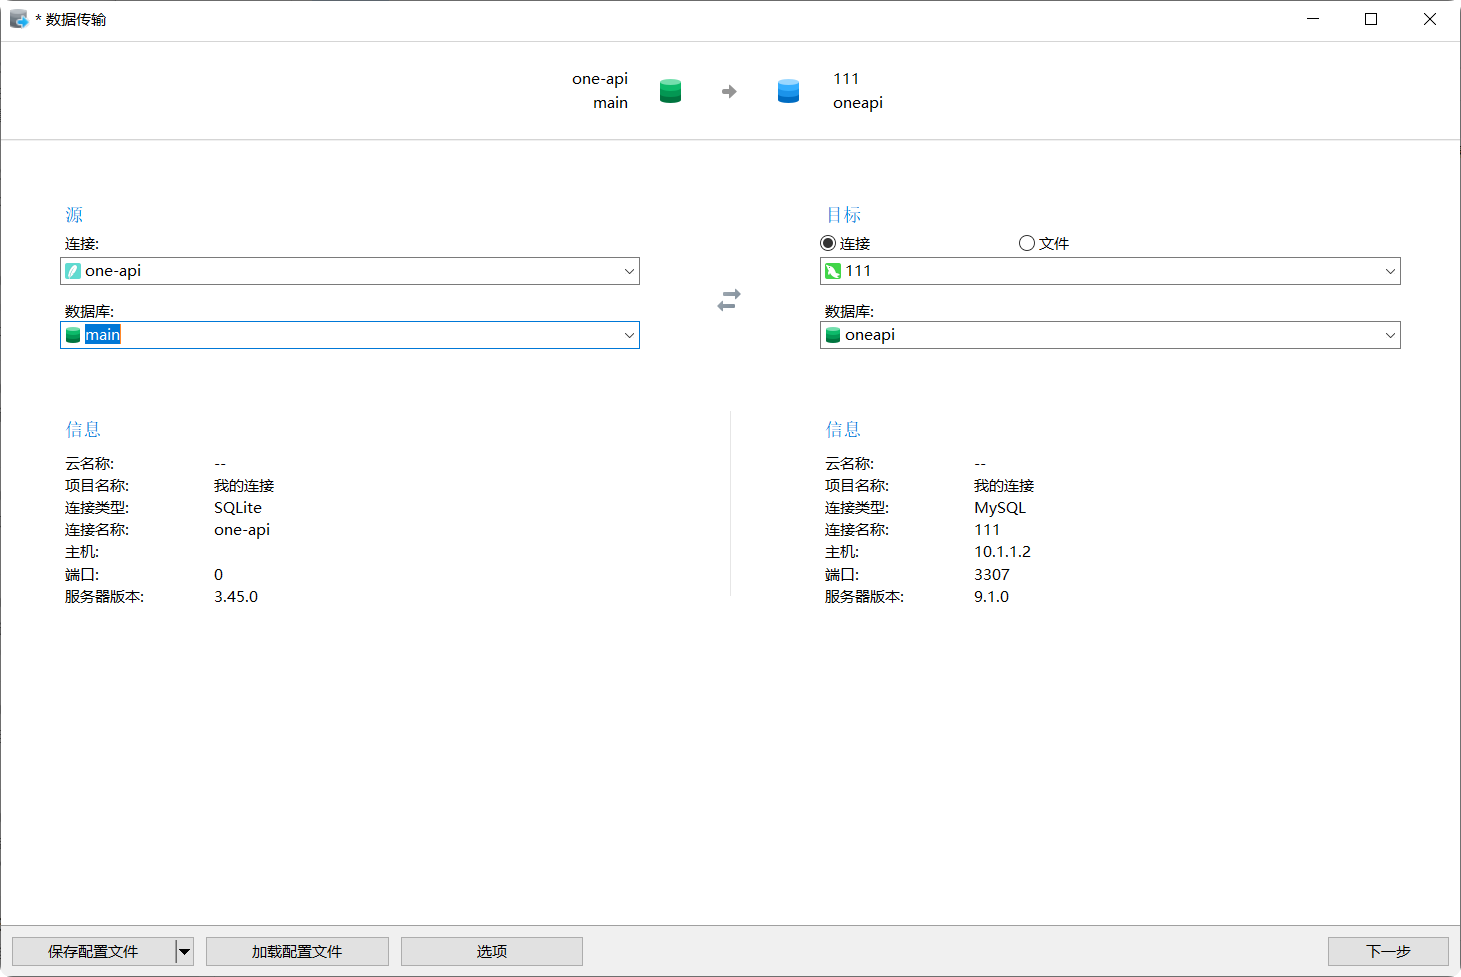 * 数据传输
one-api
main
111
oneapi
源
连接:
one-api
数据库:
main
目标
连接
文件
111
数据库:
oneapi
信息
云名称: --
项目名称: 我的连接
连接类型: SQLite
连接名称: one-api
主机:
端口: 0
服务器版本: 3.45.0
信息
云名称: --
项目名称: 我的连接
连接类型: MySQL
连接名称: 111
主机: 10.1.1.2
端口: 3307
服务器版本: 9.1.0
保存配置文件
加载配置文件
选项
下一步